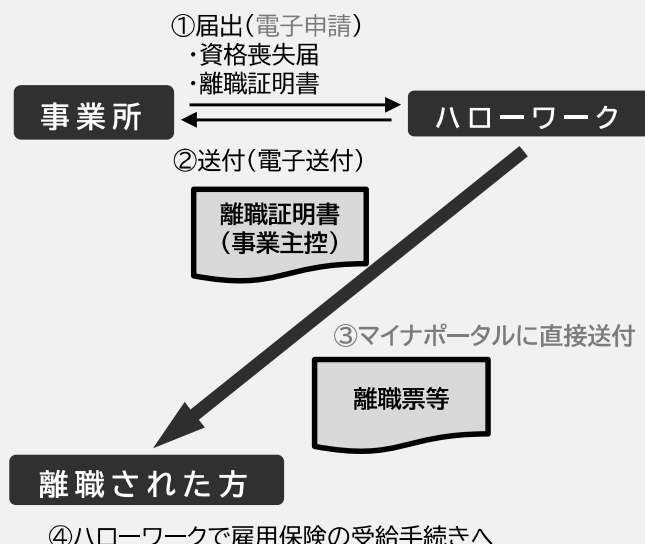 ①届出(電子申請)
・資格喪失届
・離職証明書
事業所
ハローワーク
②送付(電子送付)
離職証明書
(事業主控)
③マイナポータルに直接送付
離職票等
離職された方
④ハローワークで雇用保険の受給手続きへ